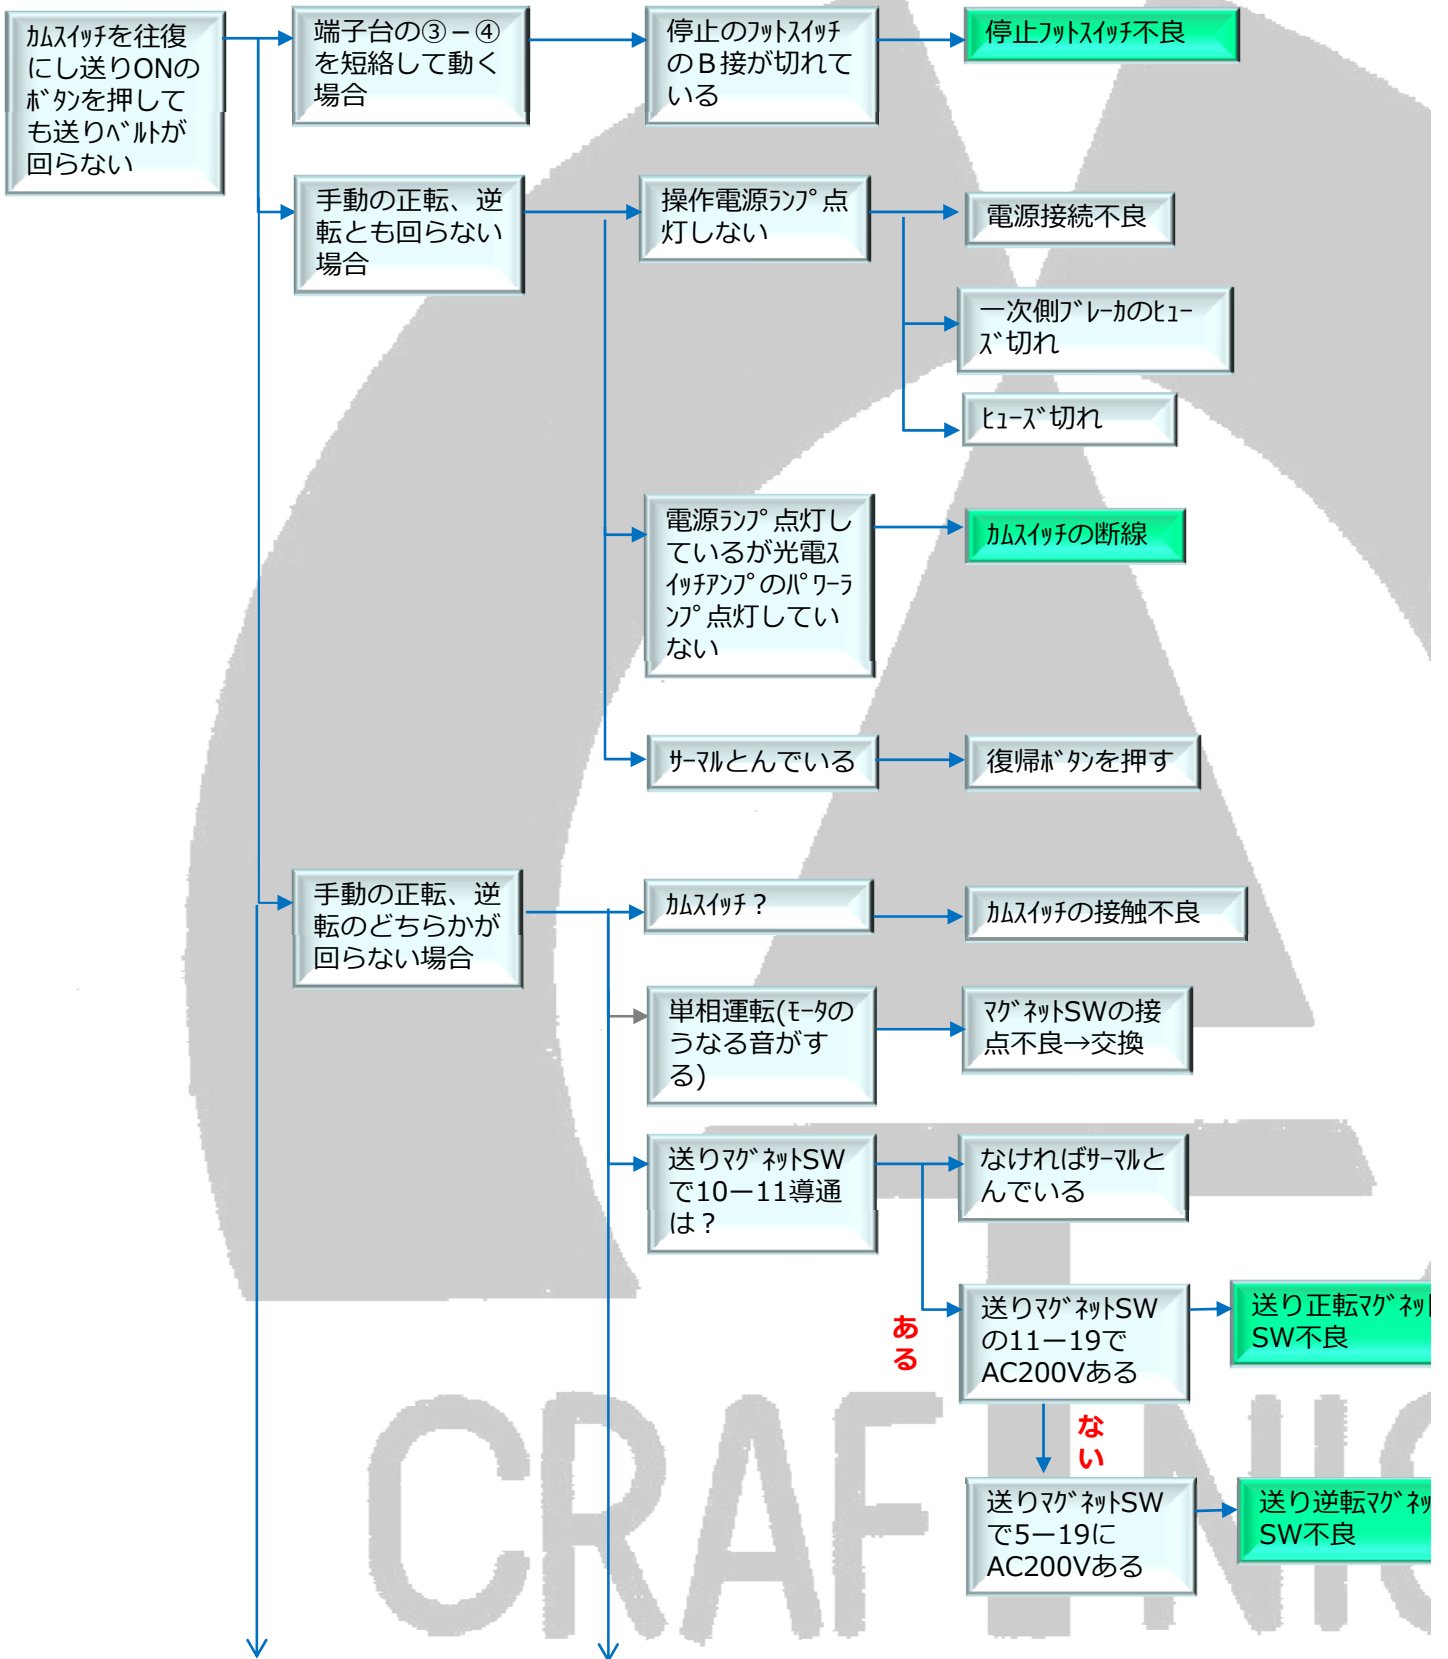 ｶﾑｽｲｯﾁを往復
にし送りONの
ﾎﾞﾀﾝを押して
も送りﾍﾞﾙﾄが
回らない
端子台の③－④
を短絡して動く
場合
停止のﾌｯﾄｽｲｯﾁ
のＢ接が切れて
いる
停止ﾌｯﾄｽｲｯﾁ不良
手動の正転、逆
転とも回らない
場合
操作電源ﾗﾝﾌﾟ点
灯しない
電源接続不良
一次側ﾌﾞﾚｰｶのﾋｭｰ
ｽﾞ切れ
ﾋｭｰｽﾞ切れ
電源ﾗﾝﾌﾟ点灯し
ているが光電ｽ
ｲｯﾁｱﾝﾌﾟのﾊﾟﾜｰﾗ
ﾝﾌﾟ点灯してい
ない
ｶﾑｽｲｯﾁの断線
ｻｰﾏﾙとんでいる
復帰ﾎﾞﾀﾝを押す
手動の正転、逆
転のどちらかが
回らない場合
ｶﾑｽｲｯﾁ？
ｶﾑｽｲｯﾁの接触不良
単相運転(ﾓｰﾀの
うなる音がす
る)
ﾏｸﾞﾈｯﾄSWの接
点不良→交換
送りﾏｸﾞﾈｯﾄSW
で10ー11導通
は？
なければｻｰﾏﾙと
んでいる
ある
送りﾏｸﾞﾈｯﾄSW
の11ー19で
AC200Vある
送り正転ﾏｸﾞﾈｯﾄ
SW不良
ない
送りﾏｸﾞﾈｯﾄSW
で5ー19に
AC200Vある
送り逆転ﾏｸﾞﾈｯ
SW不良